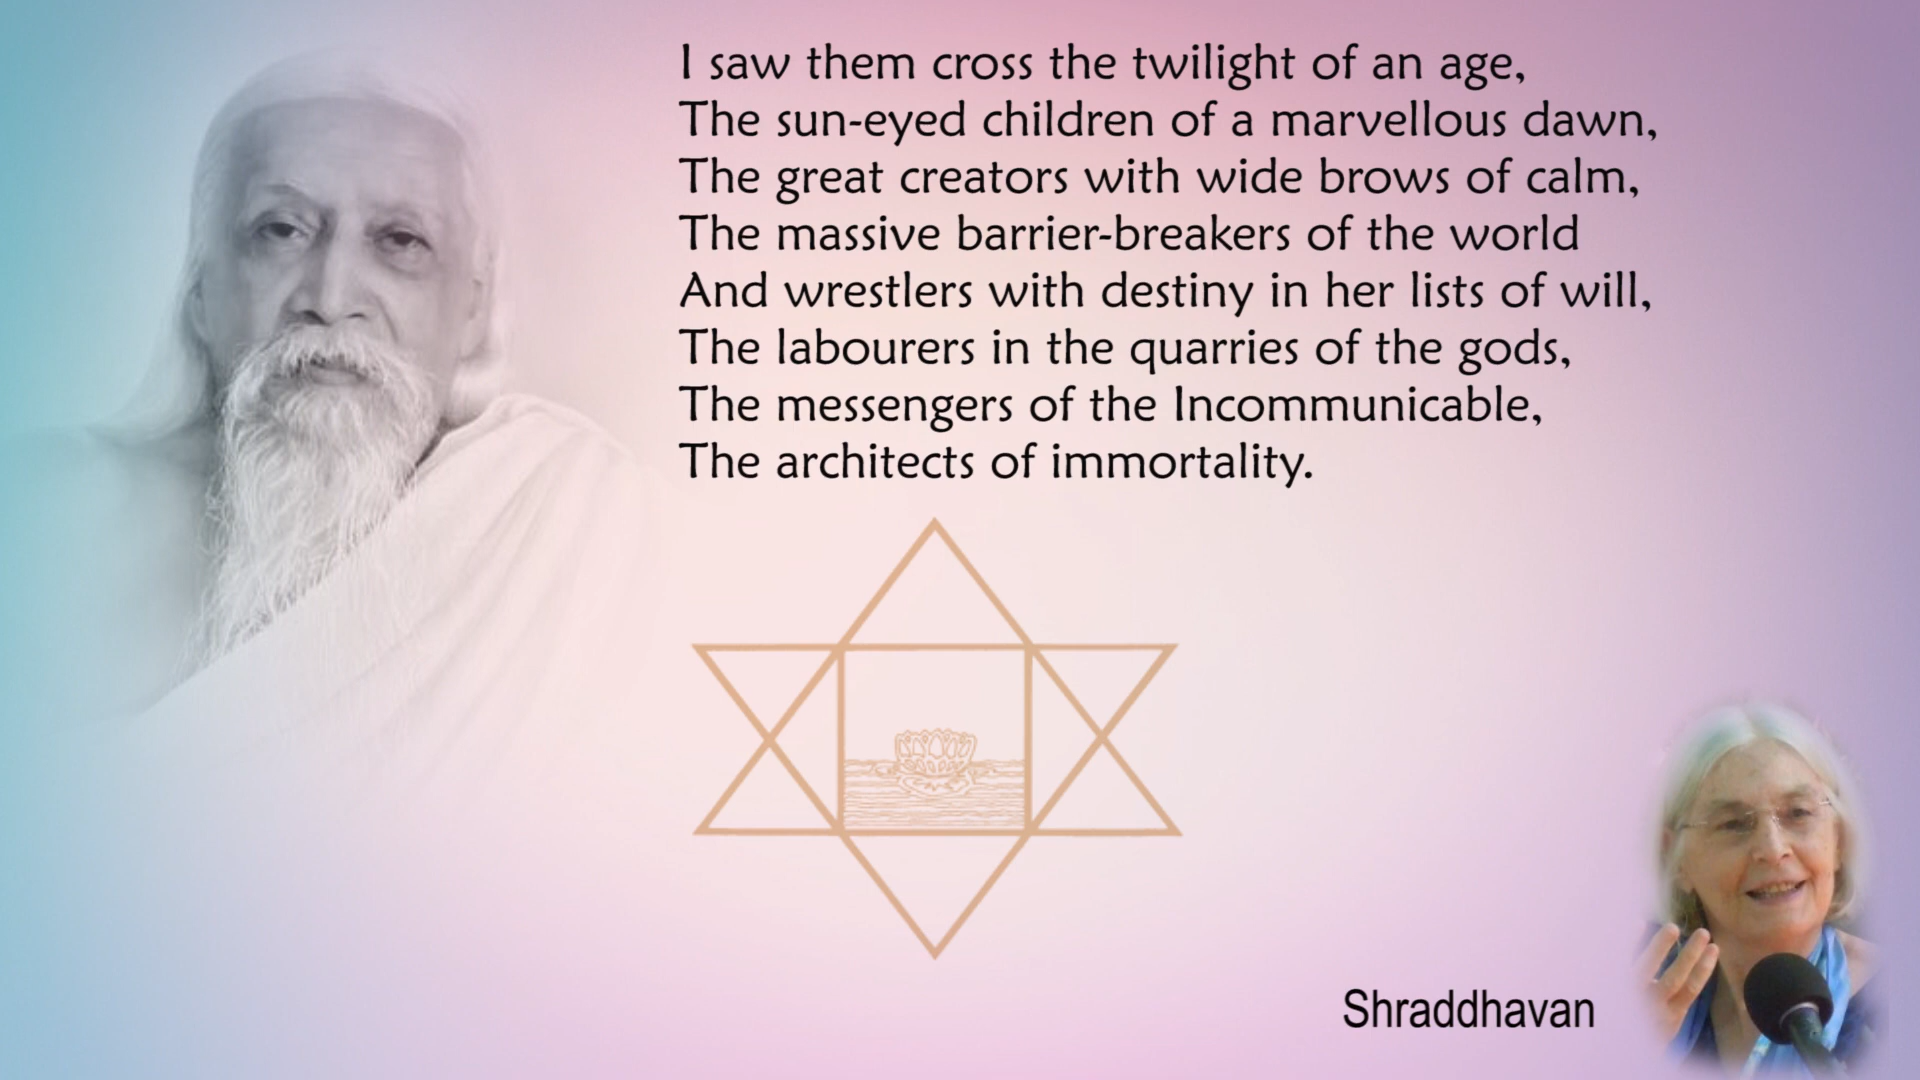 I saw them cross the twilight of an age,
The sun-eyed children of a marvellous dawn,
The great creators with wide brows of calm,
The massive barrier-breakers of the world
And wrestlers with destiny in her lists of will,
The labourers in the quarries of the gods,
The messengers of the Incommunicable,
The architects of immortality.
Shraddhavan